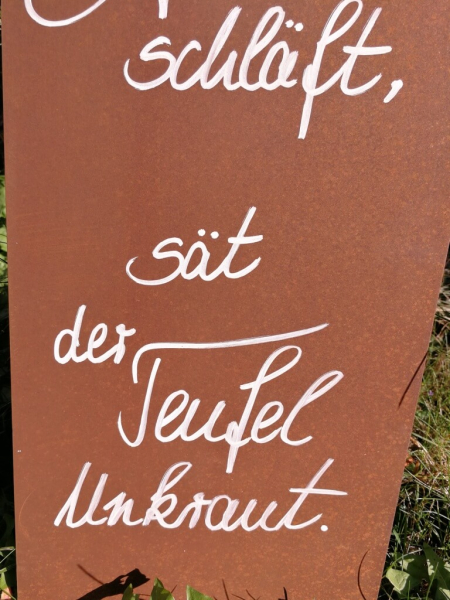 schläft,
sät
der
Teufel
Unkraut.